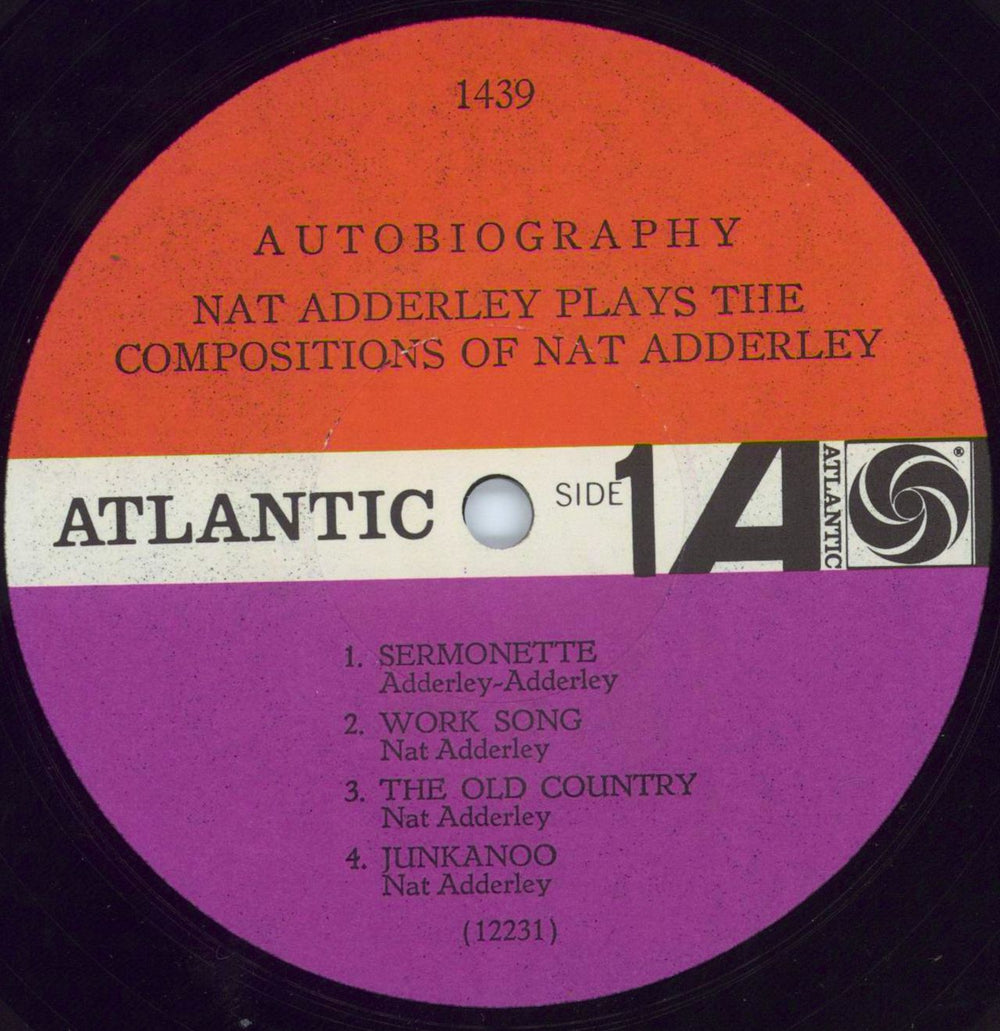 1439
AUTOBIOGRAPHY
NAT ADDERLEY PLAYS THE
COMPOSITIONS OF NAT ADDERLEY
ATLANTIC SIDE 1 A ATLANTIC ®
1. SERMONETTE
Adderley-Adderley
2. WORK SONG
Nat Adderley
3. THE OLD COUNTRY
Nat Adderley
4. JUNKANOO
Nat Adderley
(12231)